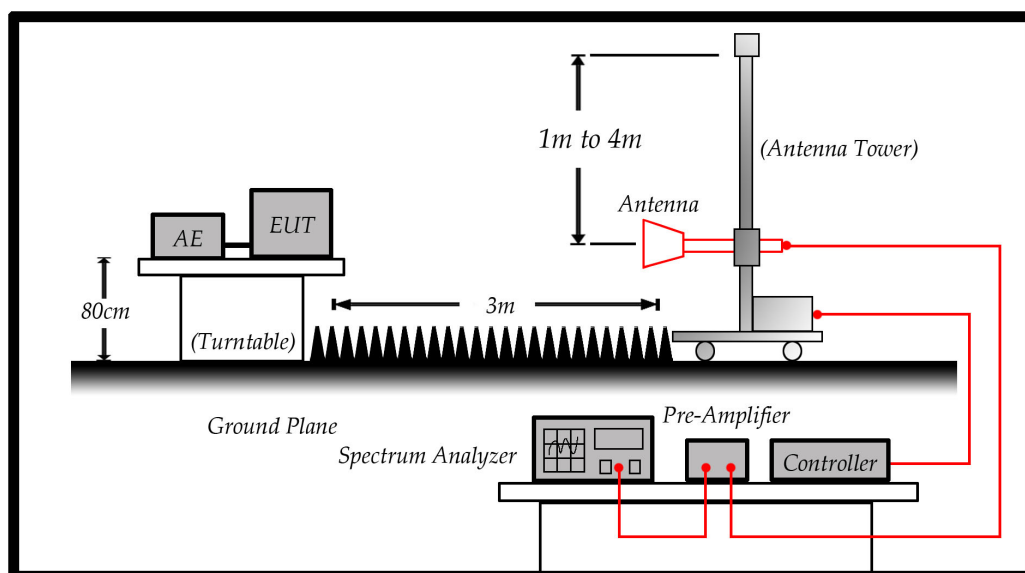 1m to 4m
(Antenna Tower)
Antenna
AE
EUT
80cm
3m
(Turntable)
Ground Plane
Pre-Amplifier
Spectrum Analyzer
Controller